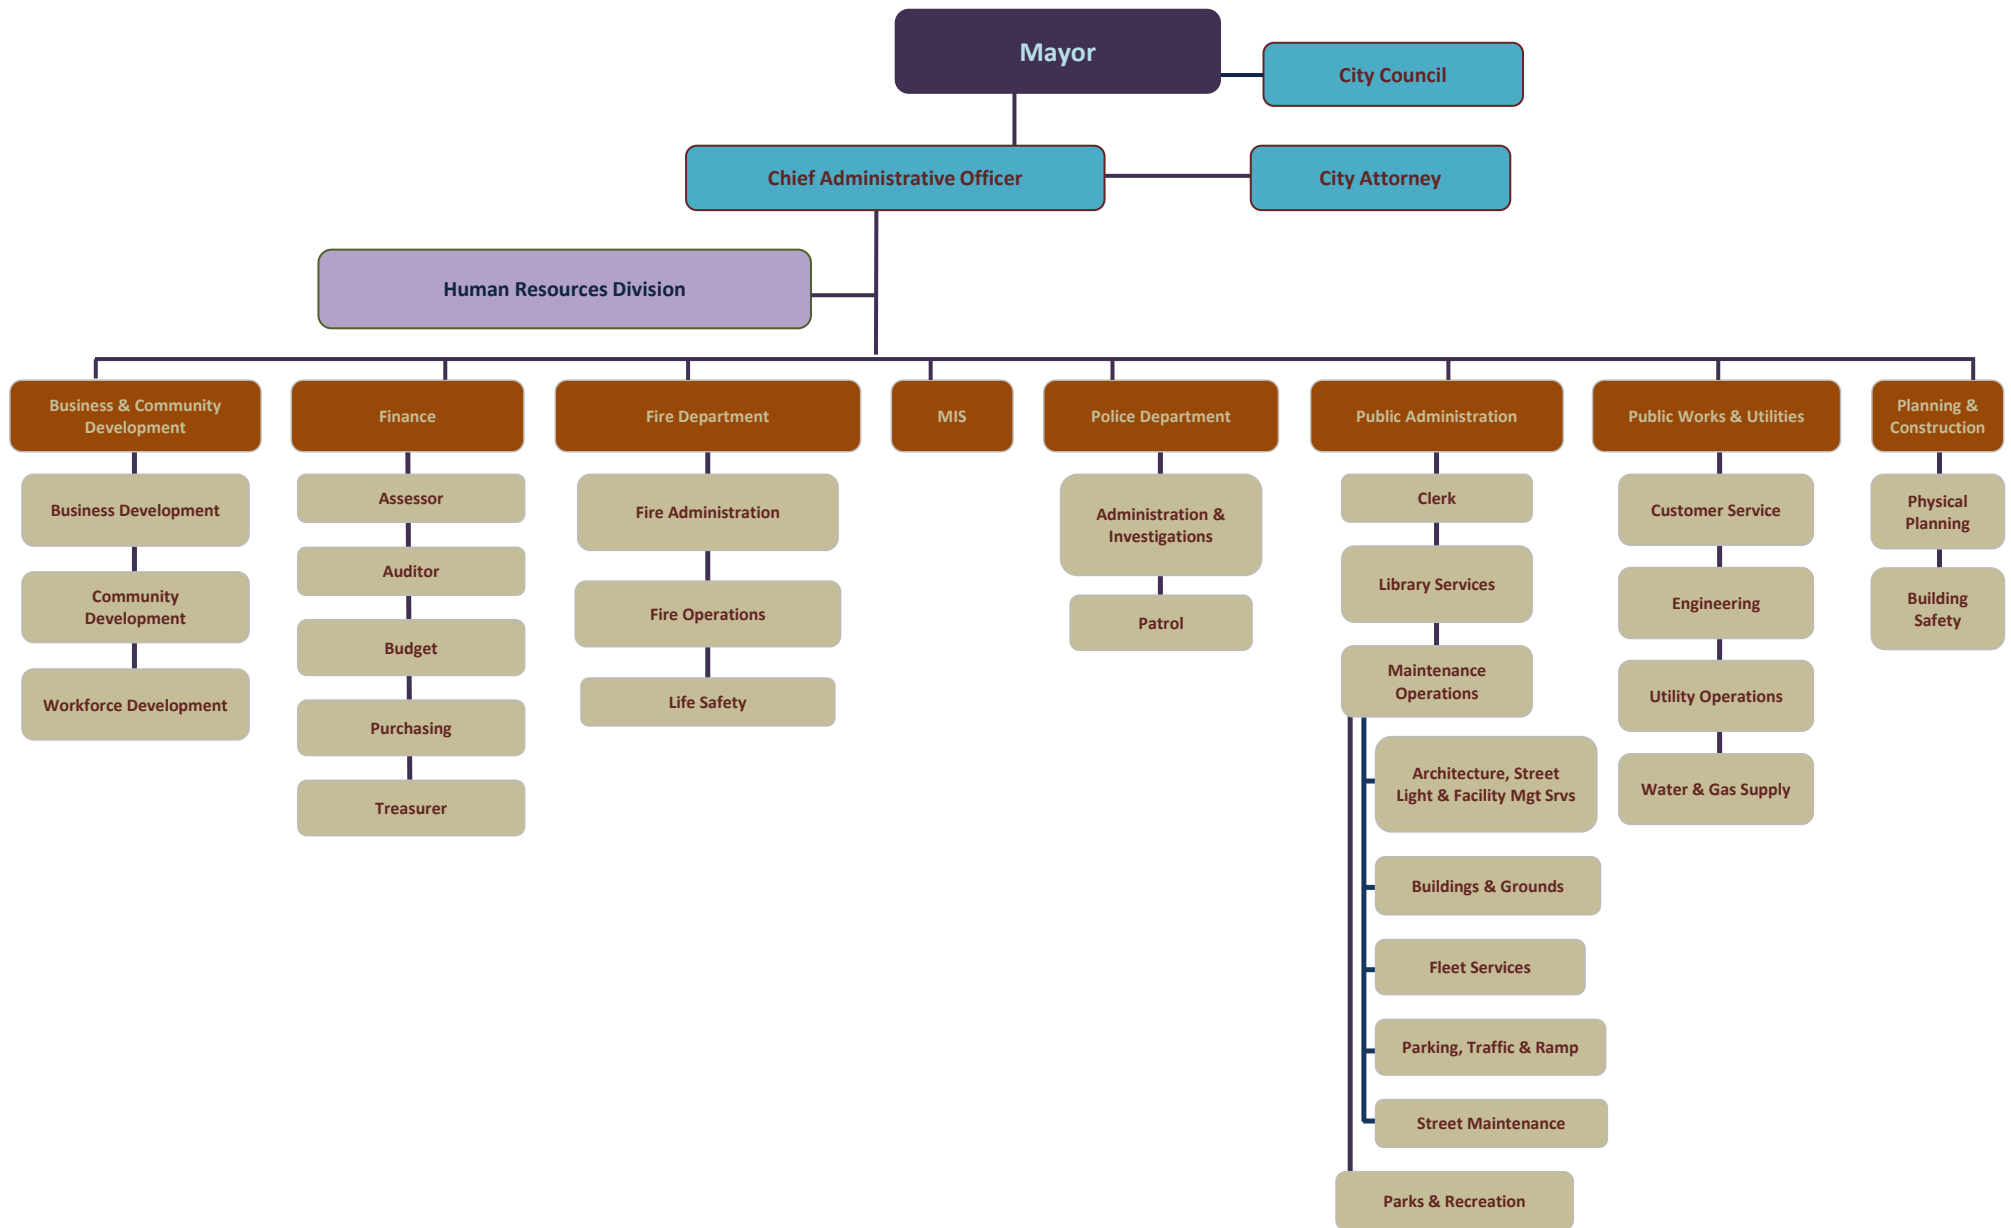 Mayor
City Council
Chief Administrative Officer
City Attorney
Human Resources Division
Business & Community
Development
Finance
Fire Department
MIS
Police Department
Public Administration
Public Works & Utilities
Planning &
Construction
Business Development
Community
Development
Workforce Development
Assessor
Auditor
Budget
Purchasing
Treasurer
Fire Administration
Fire Operations
Life Safety
Administration &
Investigations
Patrol
Clerk
Library Services
Maintenance
Operations
Architecture, Street
Light & Facility Mgt Srvs
Buildings & Grounds
Fleet Services
Parking, Traffic & Ramp
Street Maintenance
Parks & Recreation
Customer Service
Engineering
Utility Operations
Water & Gas Supply
Physical
Planning
Building
Safety